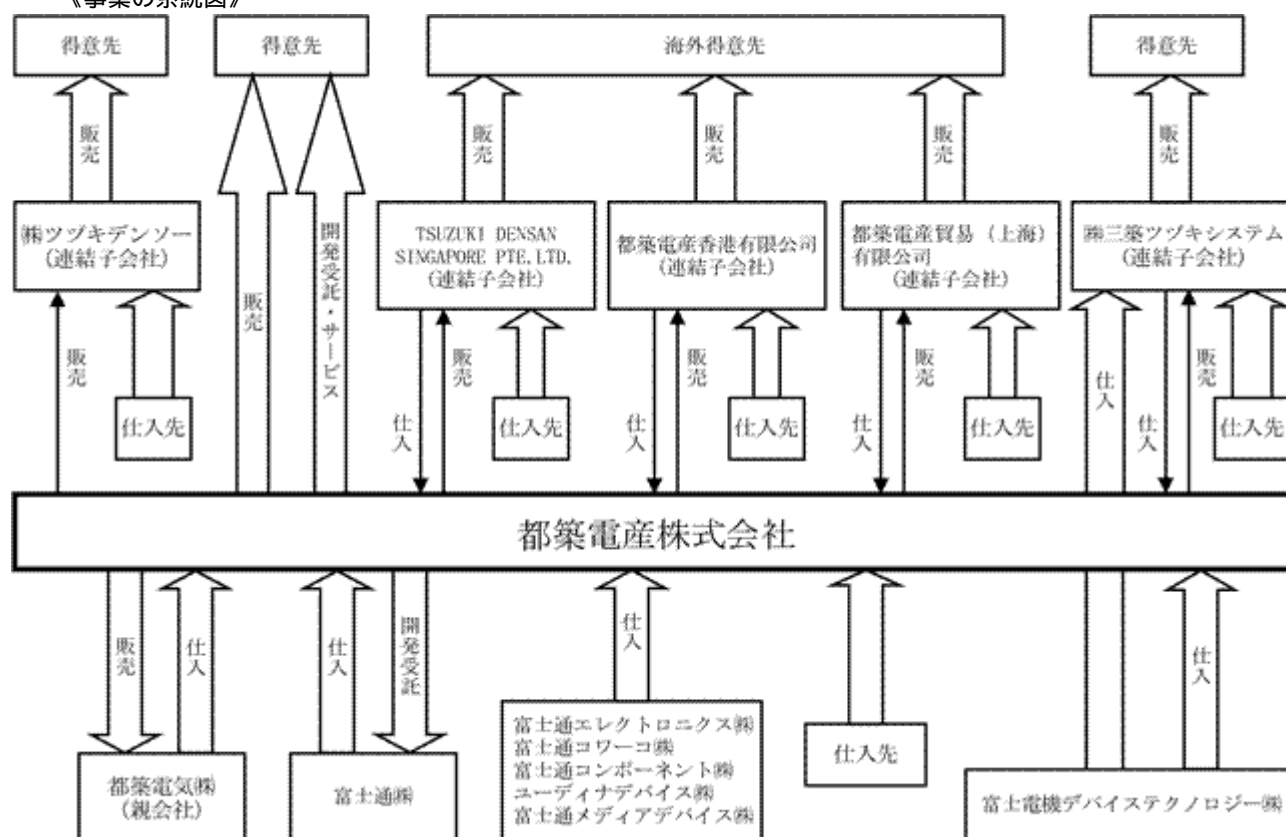 《事業の系統図》
得意先
得意先
海外得意先
得意先
販売
販売
販売
販売
販売
㈱ツヅキデンソー
(連結子会社)
販売
開発受託・サービス
TSUZUKI DENSAN
SINGAPORE PTE.LTD.
(連結子会社)
都築電産香港有限公司
(連結子会社)
都築電産貿易（上海）
有限公司
(連結子会社)
㈱三築ツヅキシステム
(連結子会社)
販売
仕入先
仕入
販売
仕入先
仕入
販売
仕入先
仕入
販売
仕入先
仕入
仕入
販売
仕入先
都築電産株式会社
販売
仕入
仕入
開発受託
仕入
仕入
都築電気㈱
(親会社)
富士通㈱
富士通エレクトロニクス㈱
富士通コワーコ㈱
富士通コンポーネント㈱
ユーディナデバイス㈱
富士通メディアデバイス㈱
仕入先
富士電機デバイステクノロジー㈱